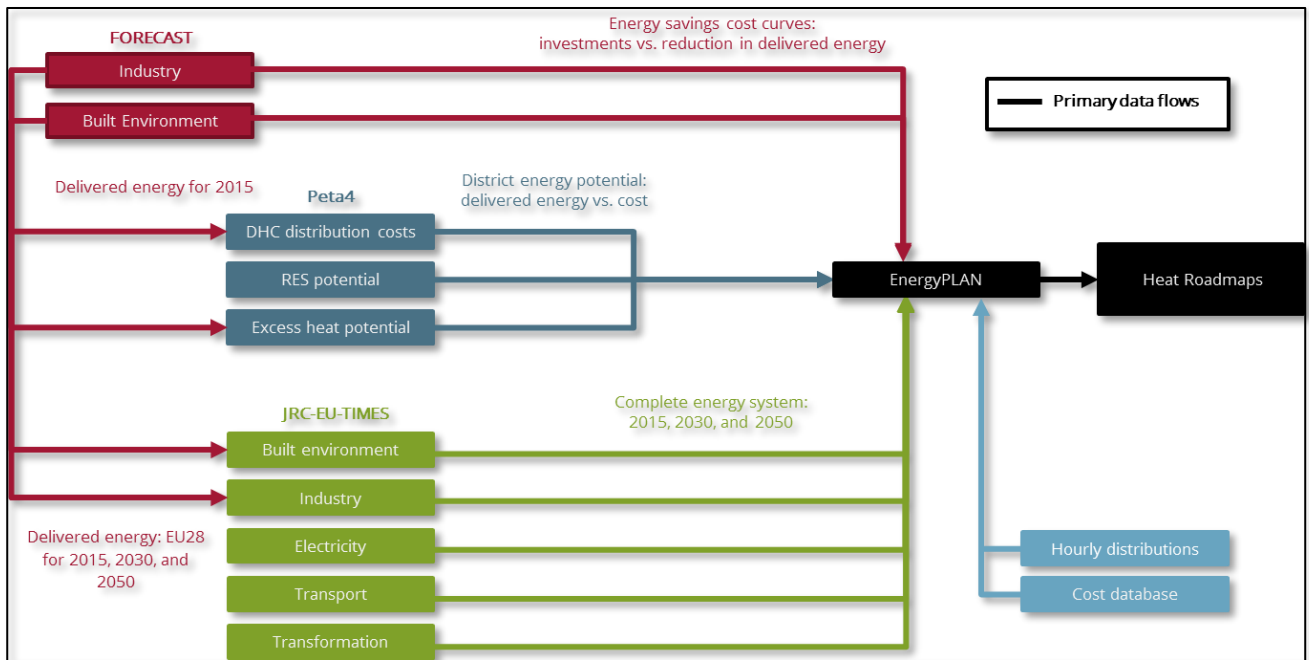 FORECAST
Industry
Built Environment
Energy savings cost curves:
investments vs. reduction in delivered energy
Primary data flows
Delivered energy for 2015
Peta4
DHC distribution costs
RES potential
Excess heat potential
District energy potential:
delivered energy vs. cost
EnergyPLAN
Heat Roadmaps
JRC-EU-TIMES
Built environment
Industry
Electricity
Transport
Transformation
Complete energy system:
2015, 2030, and 2050
Delivered energy: EU28
for 2015, 2030, and
2050
Hourly distributions
Cost database